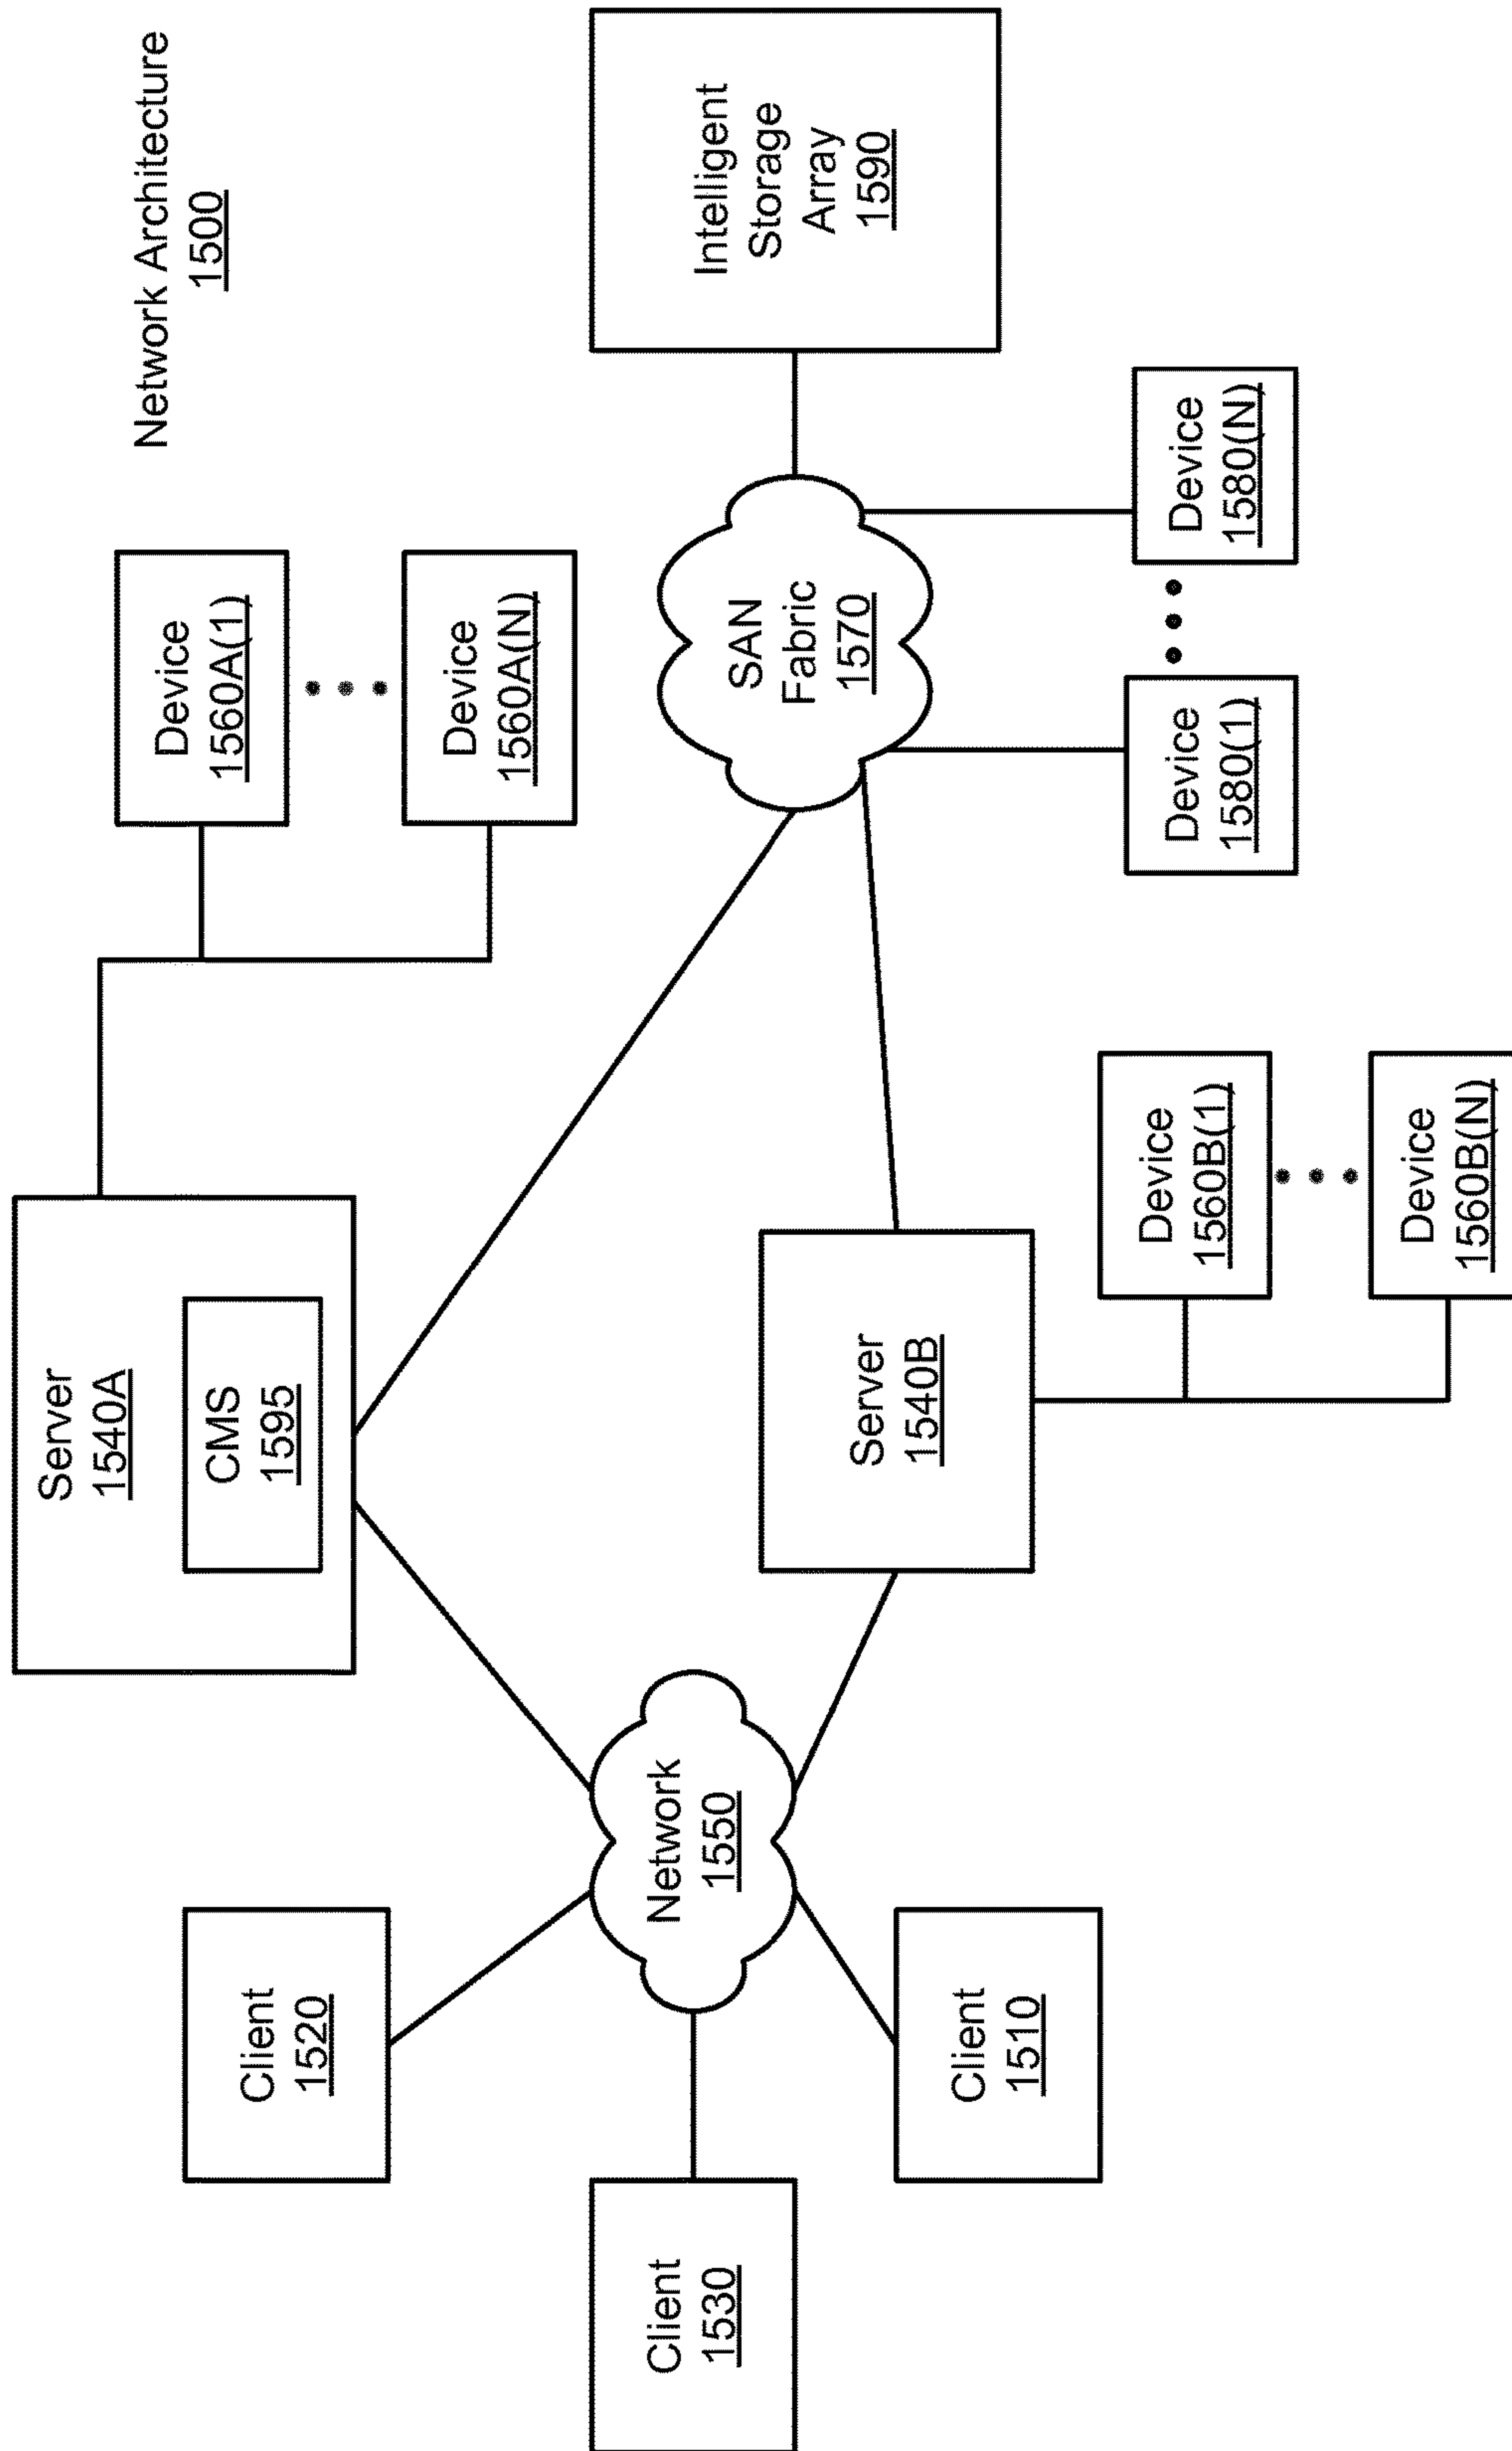 Network Architecture
1500
Server
1540A
CMS
1595
Device
1560A(1)
Device
1560A(N)
Client
1520
Client
1530
Network
1550
Client
1510
Server
1540B
Device
1560B(1)
Device
1560B(N)
SAN
Fabric
1570
Device
1580(1)
Device
1580(N)
Intelligent
Storage
Array
1590